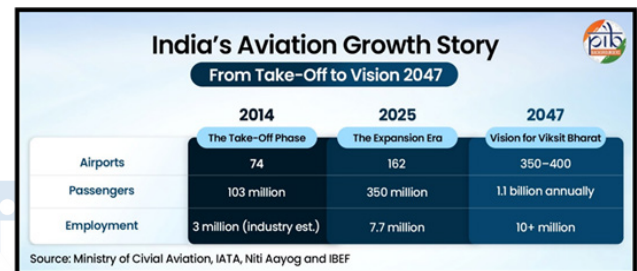 India's Aviation Growth Story
From Take-Off to Vision 2047
pib
2014 2025 2047
The Take-Off Phase The Expansion Era Vision for Viksit Bharat
Airports 74 162 350–400
Passengers 103 million 350 million 1.1 billion annually
Employment 3 million (industry est.) 7.7 million 10+ million
Source: Ministry of Civial Aviation, IATA, Niti Aayog and IBEF